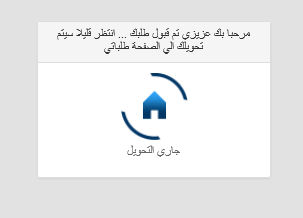 مرحبا بك عزيزي تم قبول طلبك ... انتظر قليلا سيتم
تحويلك الي الصفحة طلباتي
جاري التحويل